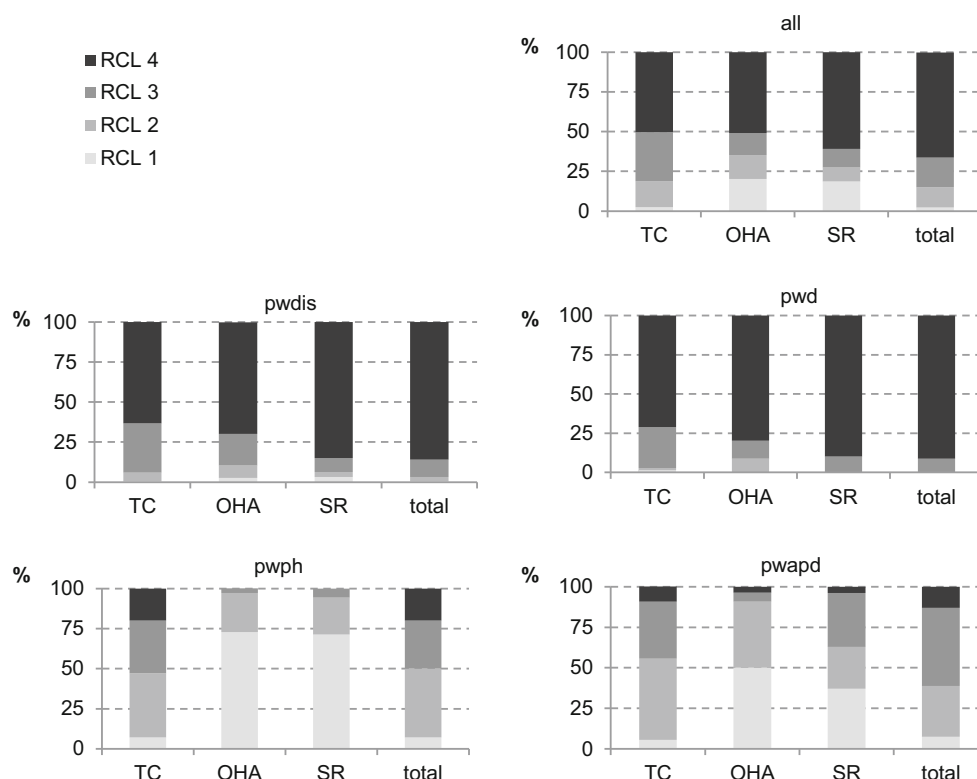 RCL 4
RCL 3
RCL 2
RCL 1
all
%
100
75
50
25
0
TC OHA SR total
pwdis
%
100
75
50
25
0
TC OHA SR total
pwd
%
100
75
50
25
0
TC OHA SR total
pwph
%
100
75
50
25
0
TC OHA SR total
pwapd
%
100
75
50
25
0
TC OHA SR total